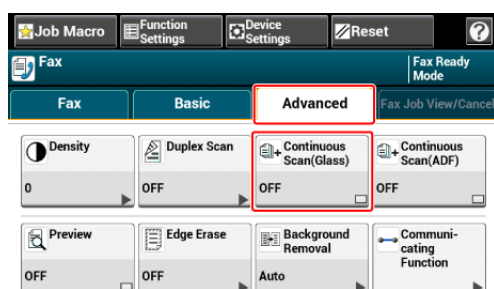 Job Macro
Function
Settings
Device
Settings
Reset
?
Fax
Fax Ready
Mode
Fax
Basic
Advanced
Fax Job View/Cancel
Density
0
Duplex Scan
OFF
Continuous
Scan(Glass)
OFF
Continuous
Scan(ADF)
OFF
Preview
OFF
Edge Erase
OFF
Background
Removal
Auto
Communi-
cating
Function